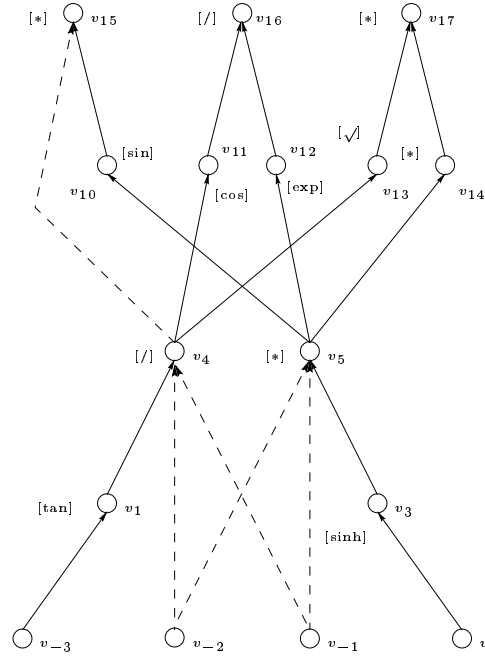 [*] v15 [/] v16 [*] v17
[√]
[sin] v11 v12 [*]
v10 [cos] [exp] v13 v14
[/] v4 [*] v5
[tan] v1 v3
[sinh]
v−3 v−2 v−1